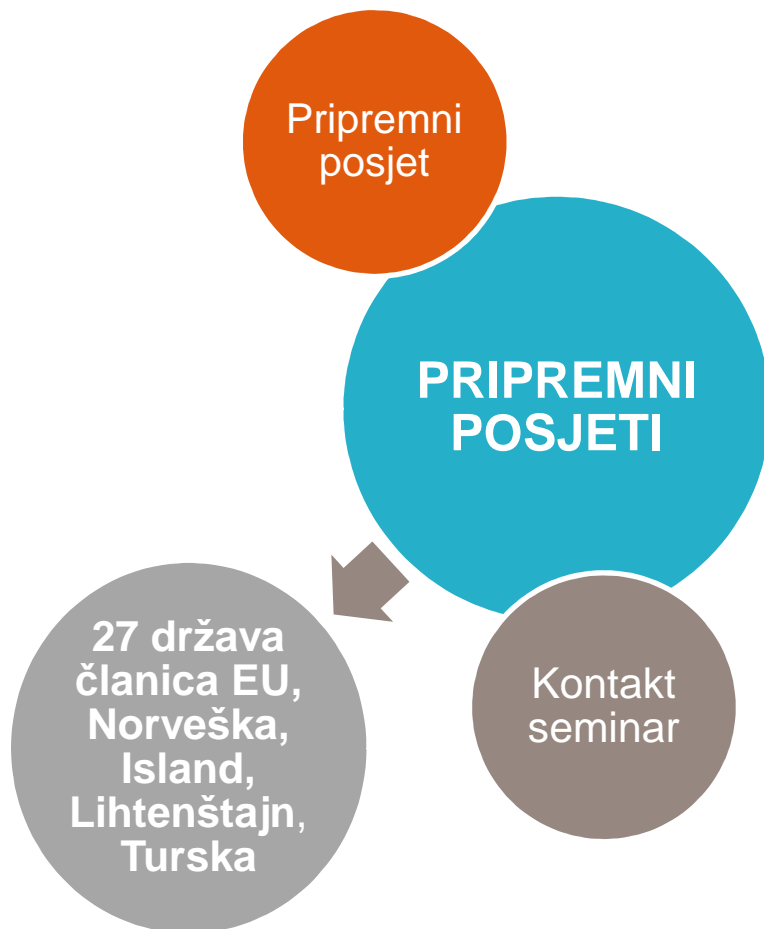 Pripremni
posjet
PRIPREMNI
POSJETI
27 država
članica EU,
Norveška,
Island,
Lihtenštajn,
Turska
Kontakt
seminar